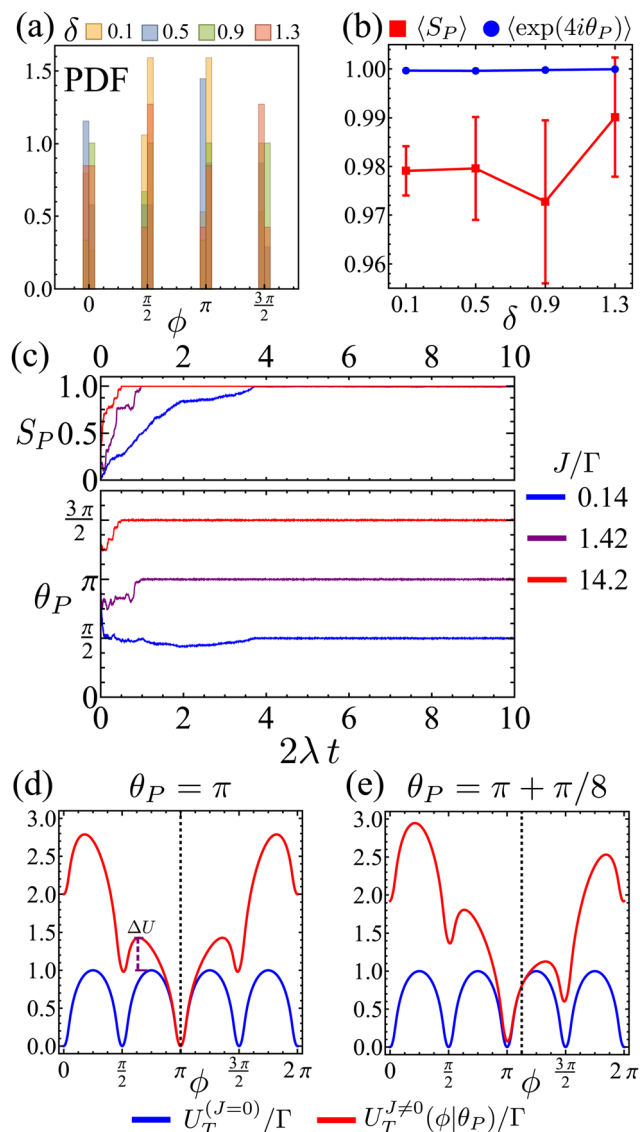 (a) δ 0.1 0.5 0.9 1.3
PDF
1.5
1.0
0.5
0.0
0 π/2 π 3π/2
ϕ
(b) ⟨S_P⟩ ⟨exp(4iθ_P)⟩
1.00
0.99
0.98
0.97
0.96
0.1 0.5 0.9 1.3
δ
(c) 0 2 4 6 8 10
1.0
S_P 0.5
0
3π/2
θ_P π
π/2
0
0 2 4 6 8 10
2λ t
J/Γ
0.14
1.42
14.2
(d) θ_P = π
3.0
2.5
2.0
1.5
1.0
0.5
0.0
ΔU
0 π/2 π ϕ 3π/2 2π
(e) θ_P = π + π/8
3.0
2.5
2.0
1.5
1.0
0.5
0.0
0 π/2 π ϕ 3π/2 2π
U_T^(J=0)/Γ U_T^J≠0(ϕ|θ_P)/Γ